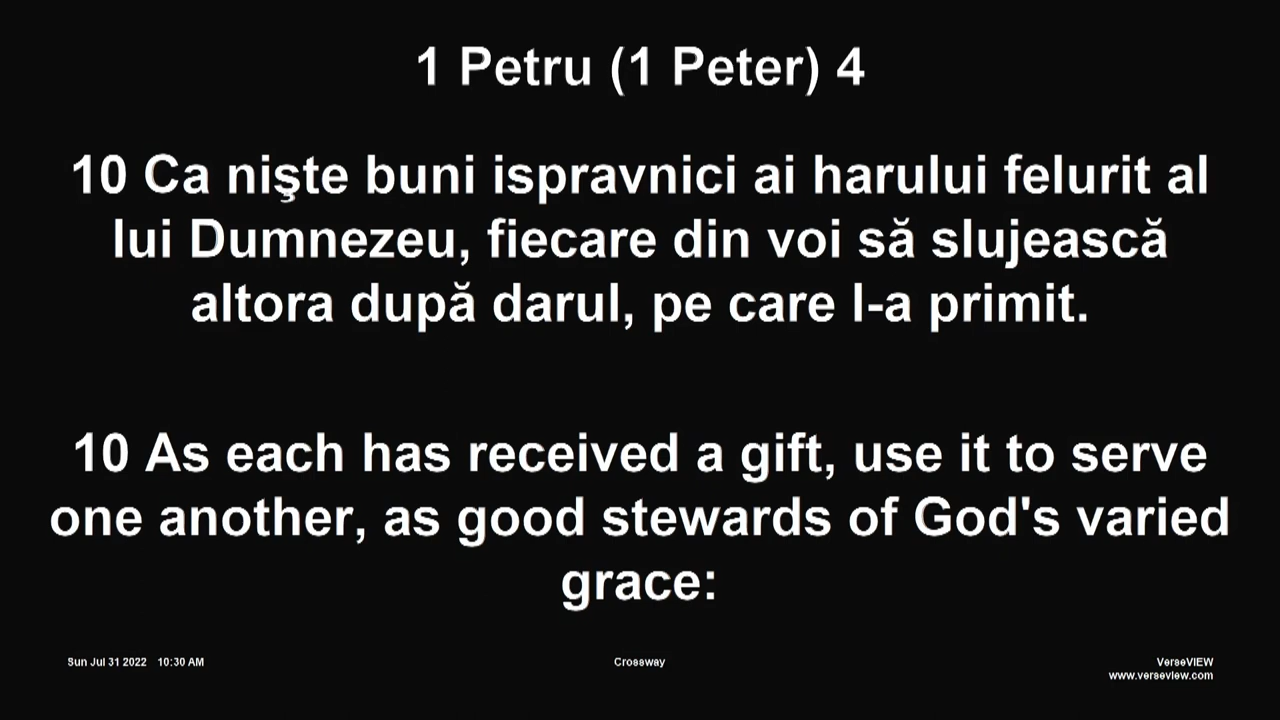 1 Petru (1 Peter) 4
10 Ca nişte buni ispravnici ai harului felurit al
lui Dumnezeu, fiecare din voi să slujească
altora după darul, pe care l-a primit.
10 As each has received a gift, use it to serve
one another, as good stewards of God's varied
grace:
Sun Jul 31 2022 10:30 AM
Crossway
VerseVIEW
www.verseview.com